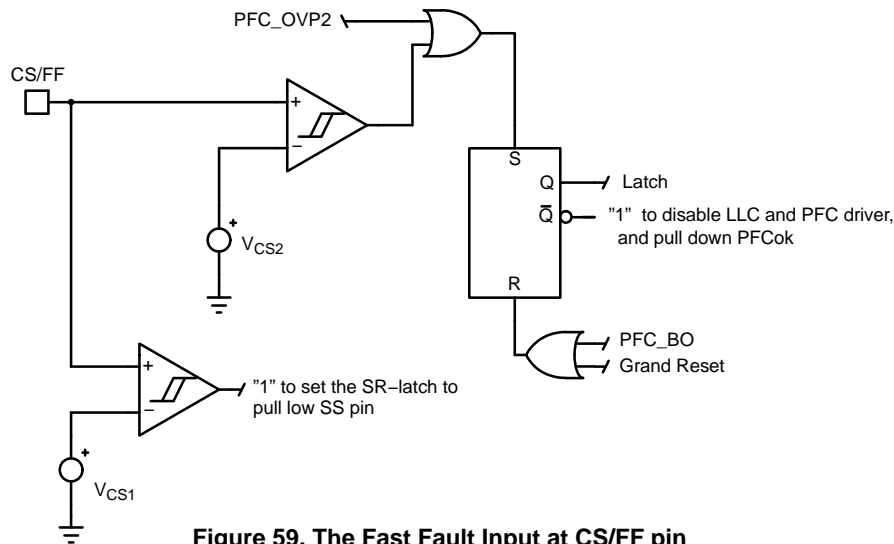 PFC_OVP2
CS/FF
+
−
S
Q
Latch
Q̅
”1” to disable LLC and PFC driver,
and pull down PFCok
+
VCS2
R
PFC_BO
Grand Reset
+
−
”1” to set the SR−latch to
pull low SS pin
+
VCS1
Figure 59. The Fast Fault Input at CS/FF pin